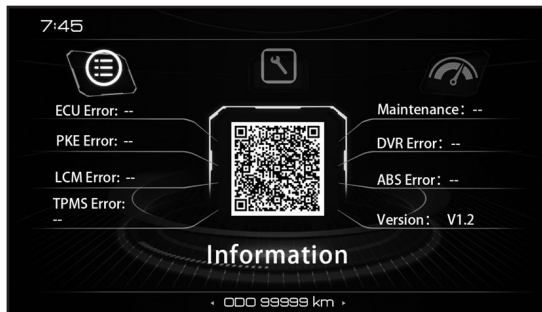 7:45
ECU Error: --
PKE Error: --
LCM Error: --
TPMS Error:
--
Maintenance: --
DVR Error: --
ABS Error: --
Version: V1.2
Information
ODO 99999 km